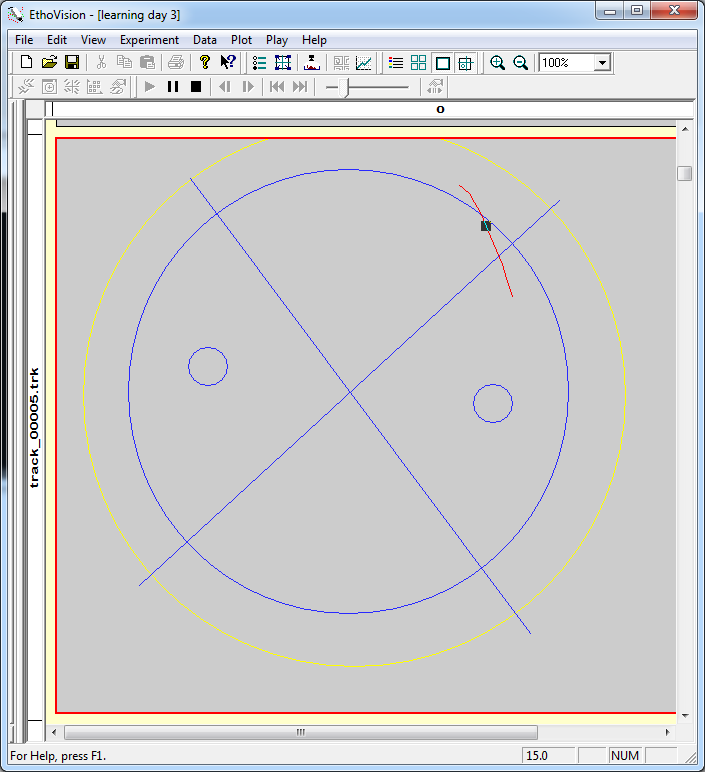 EthoVision - [learning day 3]
File Edit View Experiment Data Plot Play Help
100%
O
track_00005.trk
For Help, press F1.
15.0
NUM